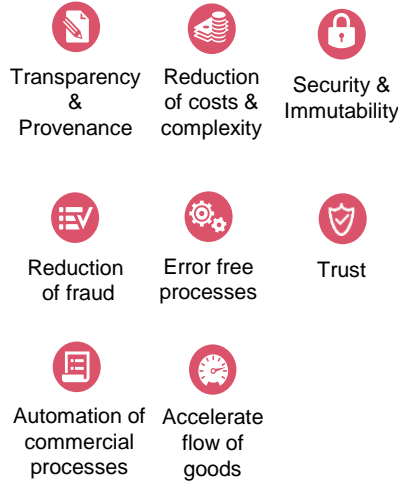 Transparency
&
Provenance
Reduction
of costs &
complexity
Security &
Immutability
Reduction
of fraud
Error free
processes
Trust
Automation of
commercial
processes
Accelerate
flow of
goods